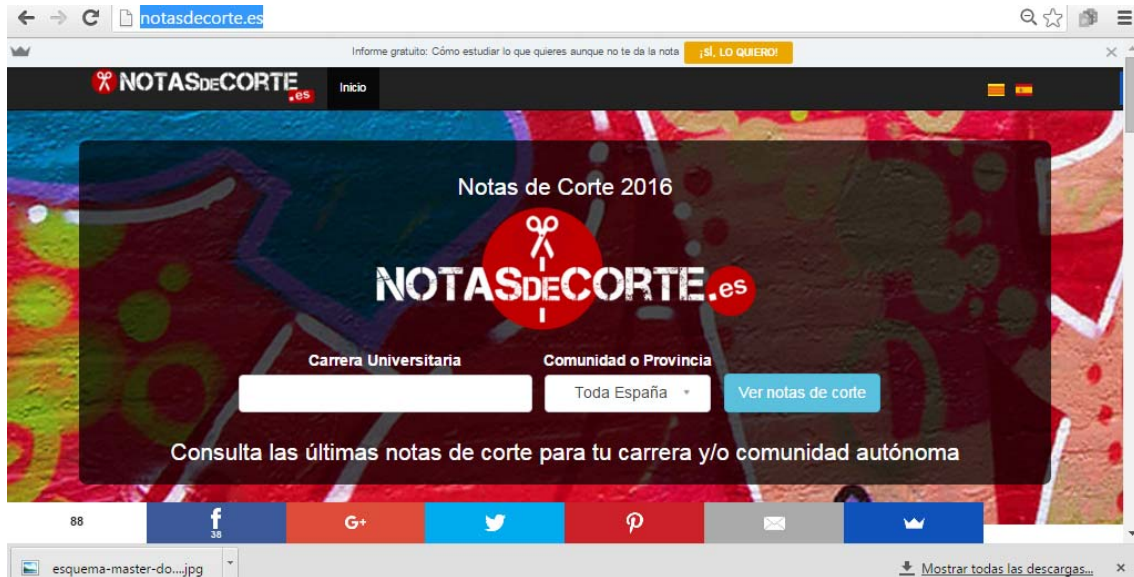 notasdecorte.es
Informe gratuito: Cómo estudiar lo que quieres aunque no te da la nota ¡SÍ, LO QUIERO!
NOTASDECORTE.es Inicio
Notas de Corte 2016
NOTASDECORTE.es
Carrera Universitaria Comunidad o Provincia
Toda España Ver notas de corte
Consulta las últimas notas de corte para tu carrera y/o comunidad autónoma
88 f 38 G+
esquema-master-do....jpg Mostrar todas las descargas...